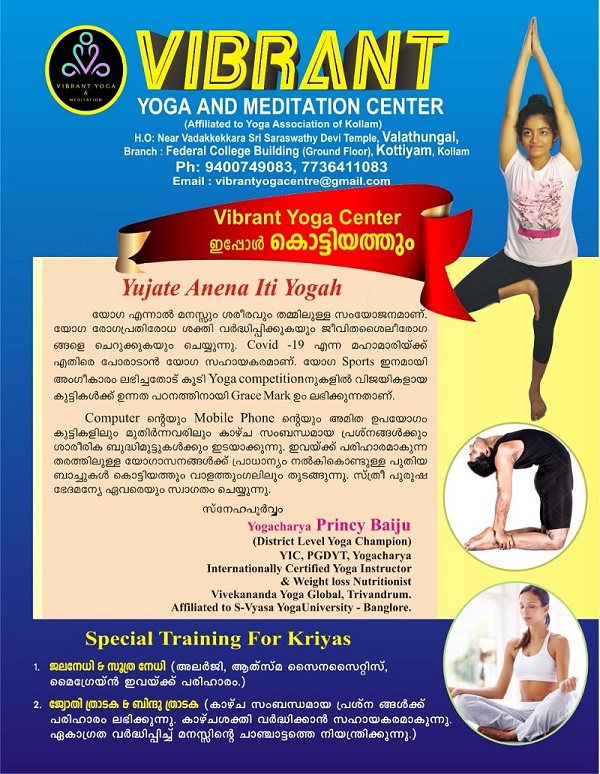 VIBRANT YOGA
&
MEDITATION
VIBRANT
YOGA AND MEDITATION CENTER
(Affiliated to Yoga Association of Kollam)
H.O: Near Vadakkekkara Sri Saraswathy Devi Temple, Valathungal,
Branch : Federal College Building (Ground Floor), Kottiyam, Kollam
Ph: 9400749083, 7736411083
Email : vibrantyogacentre@gmail.com
Vibrant Yoga Center
ഇപ്പോൾ കൊട്ടിയത്തും
Yujate Anena Iti Yogah
യോഗ എന്നാൽ മനസ്സും ശരീരവും തമ്മിലുള്ള സംയോജനമാണ്.
യോഗ രോഗപ്രതിരോധ ശക്തി വർദ്ധിപ്പിക്കുകയും ജീവിതശൈലീരോഗ
ങ്ങളെ ചെറുക്കുകയും ചെയ്യുന്നു. Covid -19 എന്ന മഹാമാരിയ്ക്ക്
എതിരെ പോരാടാൻ യോഗ സഹായകരമാണ്. യോഗ Sports ഇനമായി
അംഗീകാരം ലഭിച്ചതോട് കൂടി Yoga competitionനുകളിൽ വിജയികളായ
കുട്ടികൾക്ക് ഉന്നത പഠനത്തിനായി Grace Mark ഉം ലഭിക്കുന്നതാണ്.
Computer ന്റെയും Mobile Phone ന്റെയും അമിത ഉപയോഗം
കുട്ടികളിലും മുതിർന്നവരിലും കാഴ്ച സംബന്ധമായ പ്രശ്നങ്ങൾക്കും
ശാരീരിക ബുദ്ധിമുട്ടുകൾക്കും ഇടയാക്കുന്നു. ഇവയ്ക്ക് പരിഹാരമാകുന്ന
തരത്തിലുള്ള യോഗാസനങ്ങൾക്ക് പ്രാധാന്യം നൽകികൊണ്ടുള്ള പുതിയ
ബാച്ചുകൾ കൊട്ടിയത്തും വാളത്തുംഗലിലും തുടങ്ങുന്നു. സ്ത്രീ പുരുഷ
ഭേദമന്യേ ഏവരെയും സ്വാഗതം ചെയ്യുന്നു.
സ്നേഹപൂർവ്വം
Yogacharya Princy Baiju
(District Level Yoga Champion)
YIC, PGDYT, Yogacharya
Internationally Certified Yoga Instructor
& Weight loss Nutritionist
Vivekananda Yoga Global, Trivandrum.
Affiliated to S-Vyasa YogaUniversity - Banglore.
Special Training For Kriyas
1. ജലനേധി & സൂത്ര നേധി (അലർജി, ആത്സ്മ സൈനസൈറ്റിസ്,
മൈഗ്രെയ്ൻ ഇവയ്ക്ക് പരിഹാരം.)
2. ജ്യോതി ത്രാടക & ബിന്ദു ത്രാടക (കാഴ്ച സംബന്ധമായ പ്രശ്ന ങ്ങൾക്ക്
പരിഹാരം ലഭിക്കുന്നു. കാഴ്ചശക്തി വർദ്ധിക്കാൻ സഹായകരമാകുന്നു.
ഏകാഗ്രത വർദ്ധിപ്പിച്ച് മനസ്സിന്റെ ചാഞ്ചാട്ടത്തെ നിയന്ത്രിക്കുന്നു.)